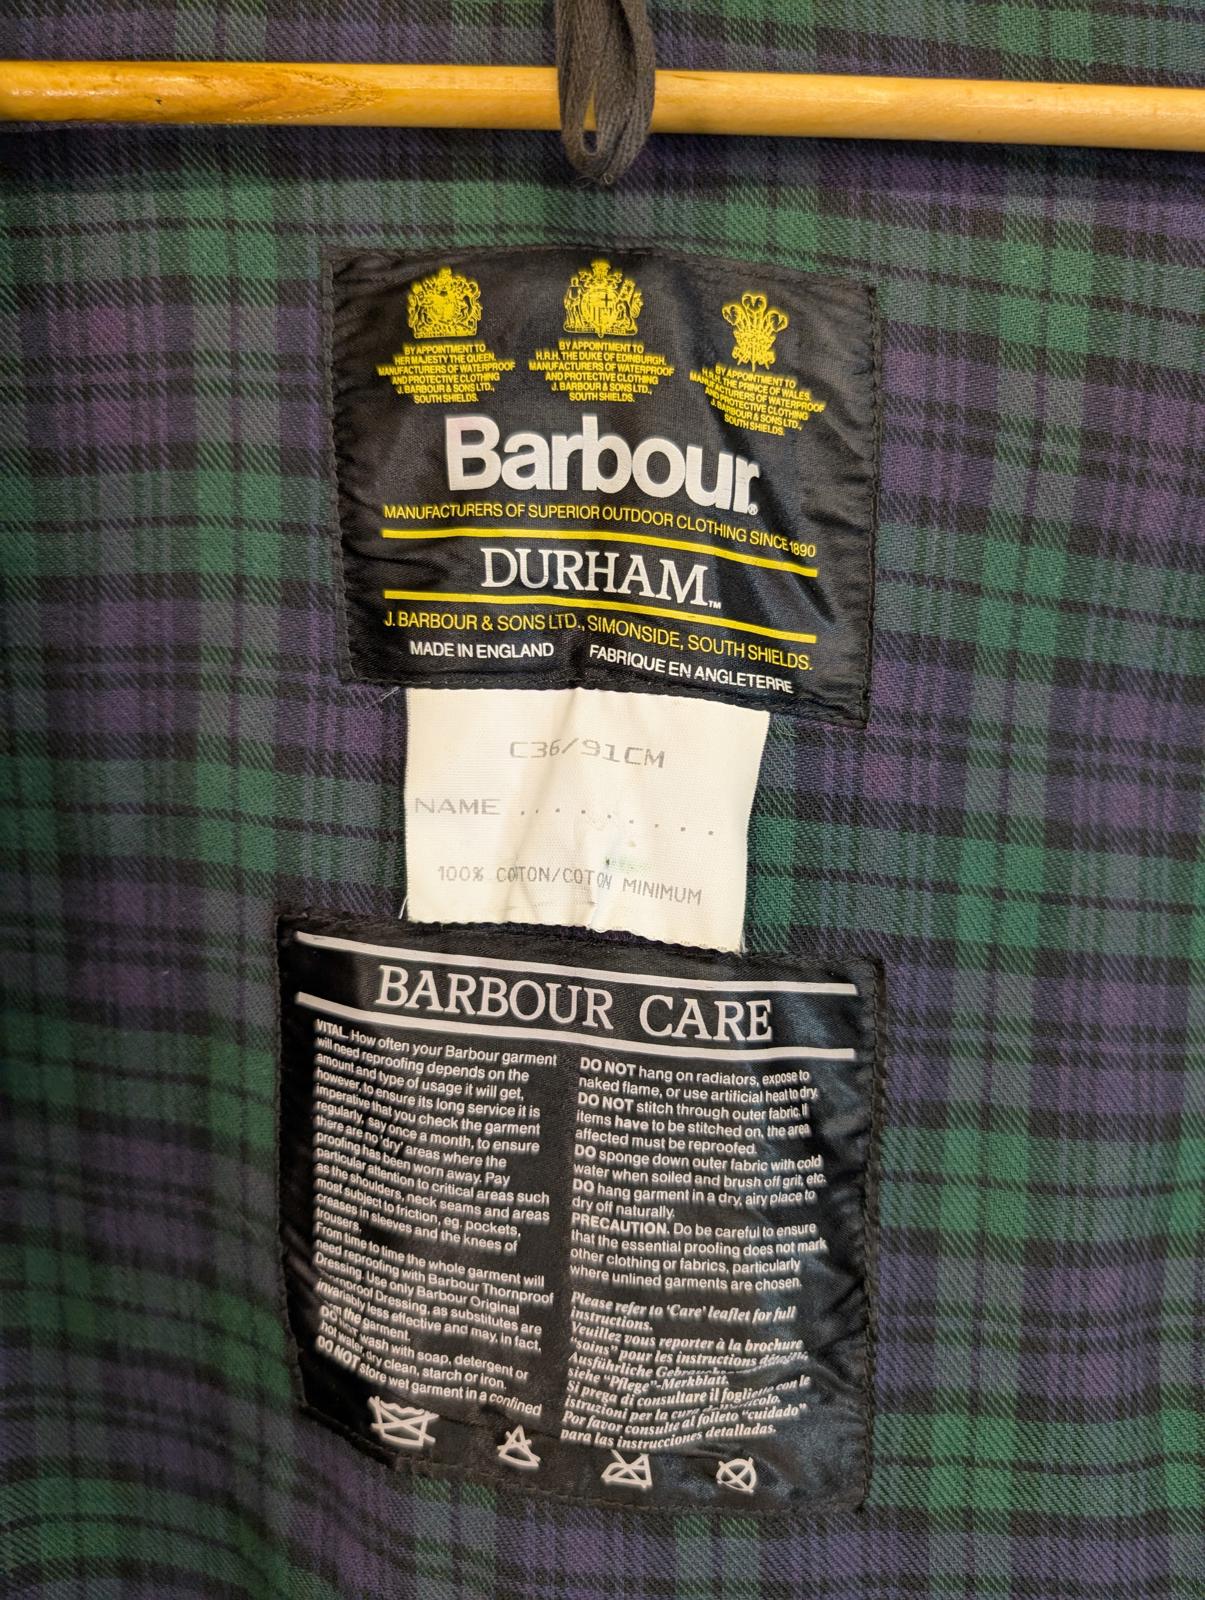 BY APPOINTMENT TO
HER MAJESTY THE QUEEN.
MANUFACTURERS OF WATERPROOF
AND PROTECTIVE CLOTHING
J. BARBOUR & SONS LTD.,
SOUTH SHIELDS.
BY APPOINTMENT TO
H.R.H. THE DUKE OF EDINBURGH.
MANUFACTURERS OF WATERPROOF
AND PROTECTIVE CLOTHING
J. BARBOUR & SONS LTD.,
SOUTH SHIELDS.
BY APPOINTMENT TO
H.R.H. THE PRINCE OF WALES.
MANUFACTURERS OF WATERPROOF
AND PROTECTIVE CLOTHING
J. BARBOUR & SONS LTD.,
SOUTH SHIELDS.
Barbour®
MANUFACTURERS OF SUPERIOR OUTDOOR CLOTHING SINCE 1890
DURHAM™
J. BARBOUR & SONS LTD., SIMONSIDE, SOUTH SHIELDS.
MADE IN ENGLAND FABRIQUE EN ANGLETERRE
C36/91CM
NAME .........
100% COTTON/COTON MINIMUM
BARBOUR CARE
VITAL. How often your Barbour garment
will need reproofing depends on the
amount and type of usage it will get,
however, to ensure its long service it is
imperative that you check the garment
regularly, say once a month, to ensure
there are no 'dry' areas where the
proofing has been worn away. Pay
particular attention to critical areas such
as the shoulders, neck seams and areas
most subject to friction, eg. pockets,
creases in sleeves and the knees of
trousers.
From time to time the whole garment will
need reproofing with Barbour Thornproof
Dressing. Use only Barbour Original
Thornproof Dressing, as substitutes are
invariably less effective and may, in fact,
the garment.
DO NOT wash with soap, detergent or
hot water, dry clean, starch or iron.
DO NOT store wet garment in a confined
DO NOT hang on radiators, expose to
naked flame, or use artificial heat to dry.
DO NOT stitch through outer fabric. If
items have to be stitched on, the area
affected must be reproofed.
DO sponge down outer fabric with cold
water when soiled and brush off grit, etc.
DO hang garment in a dry, airy place to
dry off naturally.
PRECAUTION. Do be careful to ensure
that the essential proofing does not mark
other clothing or fabrics, particularly
where unlined garments are chosen.
Please refer to 'Care' leaflet for full
instructions.
Veuillez vous reporter à la brochure
"soins" pour les instructions détaillées
Ausführliche
Siehe "Pflege"-Merkblatt.
Si prega di consultare il foglietto con le
istruzioni per la cura
Por favor consulte al folleto "cuidado"
para las instrucciones detalladas.